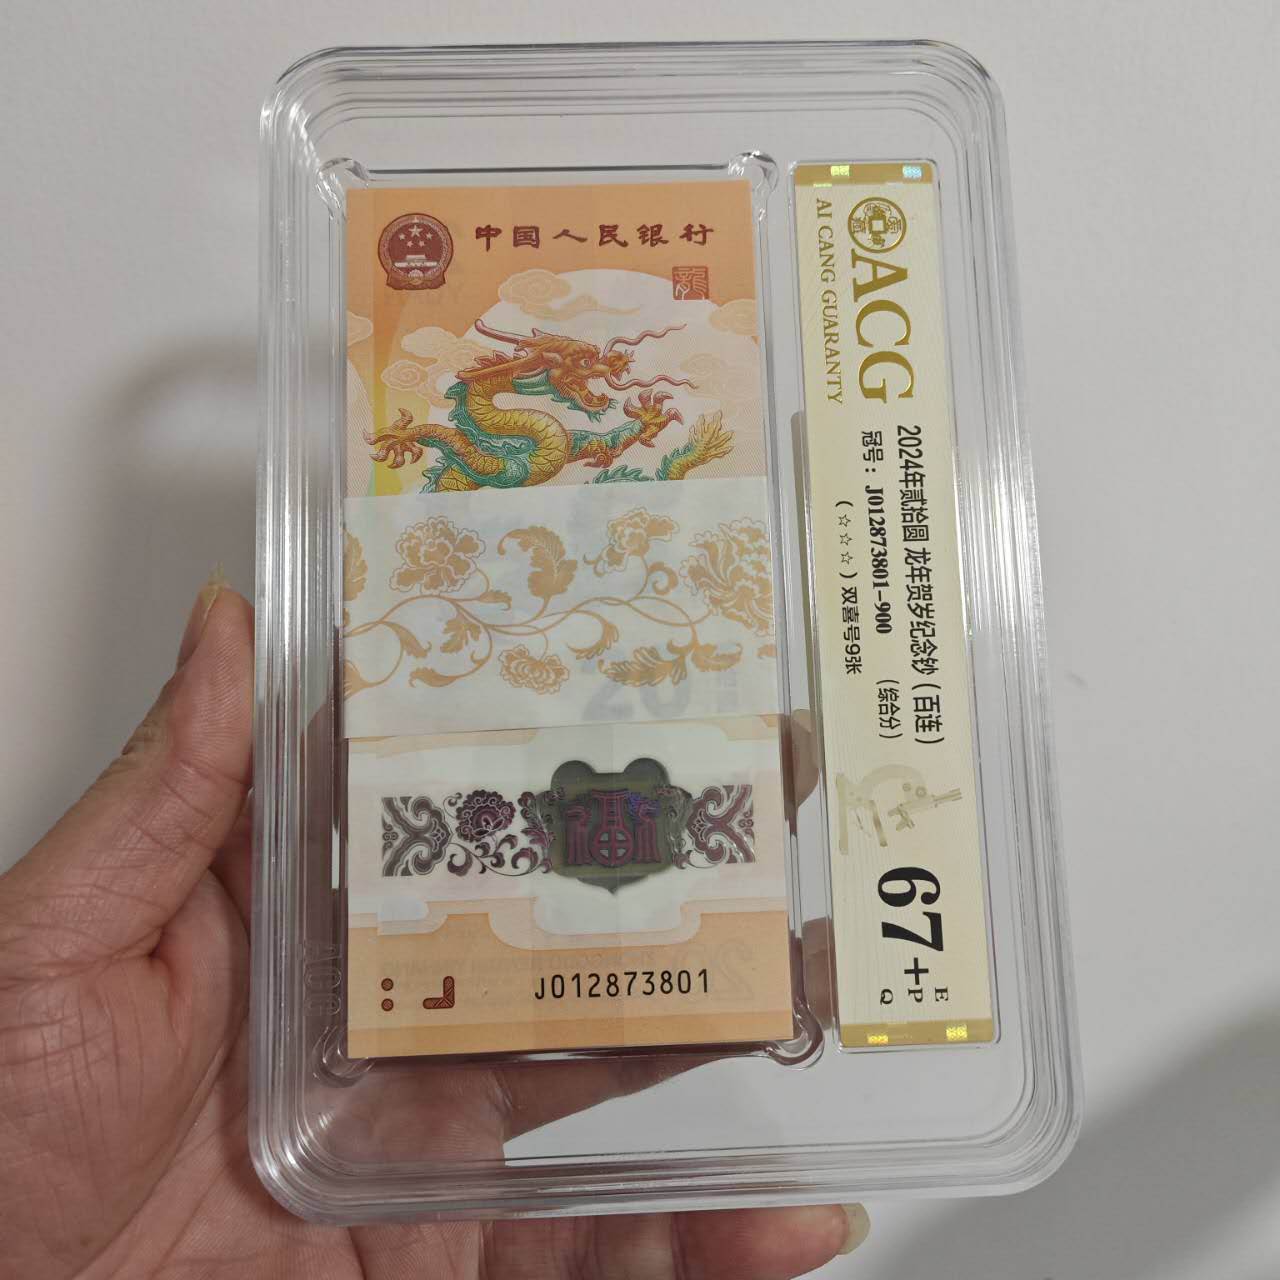 中国人民银行
龍
福
J012873801
ACG
AI CANG GUARANTY
2024年贰拾圆 龙年贺岁纪念钞（百连）
冠号：J012873801-900 （综合分）
（☆☆☆）双喜号9张
67+
E
P
Q